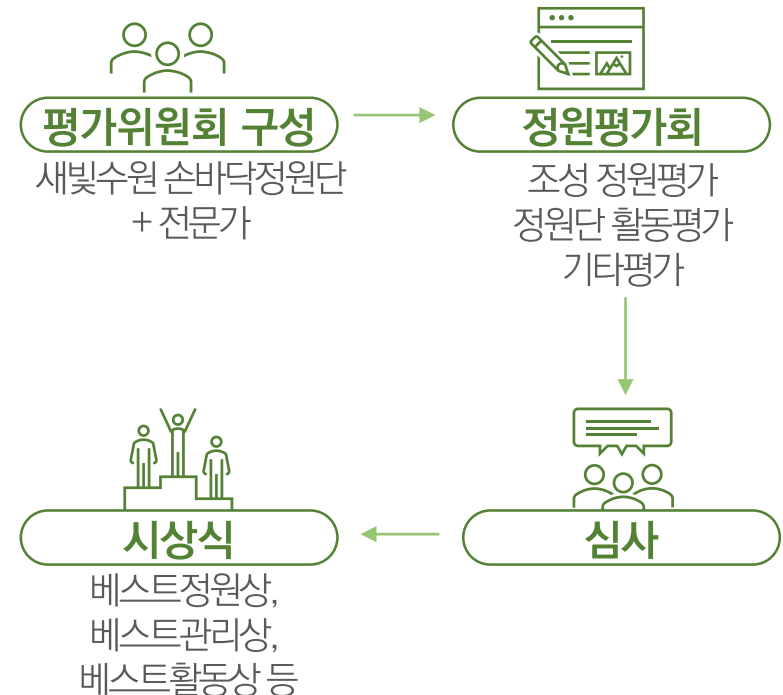 평가위원회 구성
새빛수원 손바닥정원단
+ 전문가
정원평가회
조성 정원평가
정원단 활동평가
기타평가
심사
시상식
베스트정원상,
베스트관리상,
베스트활동상 등